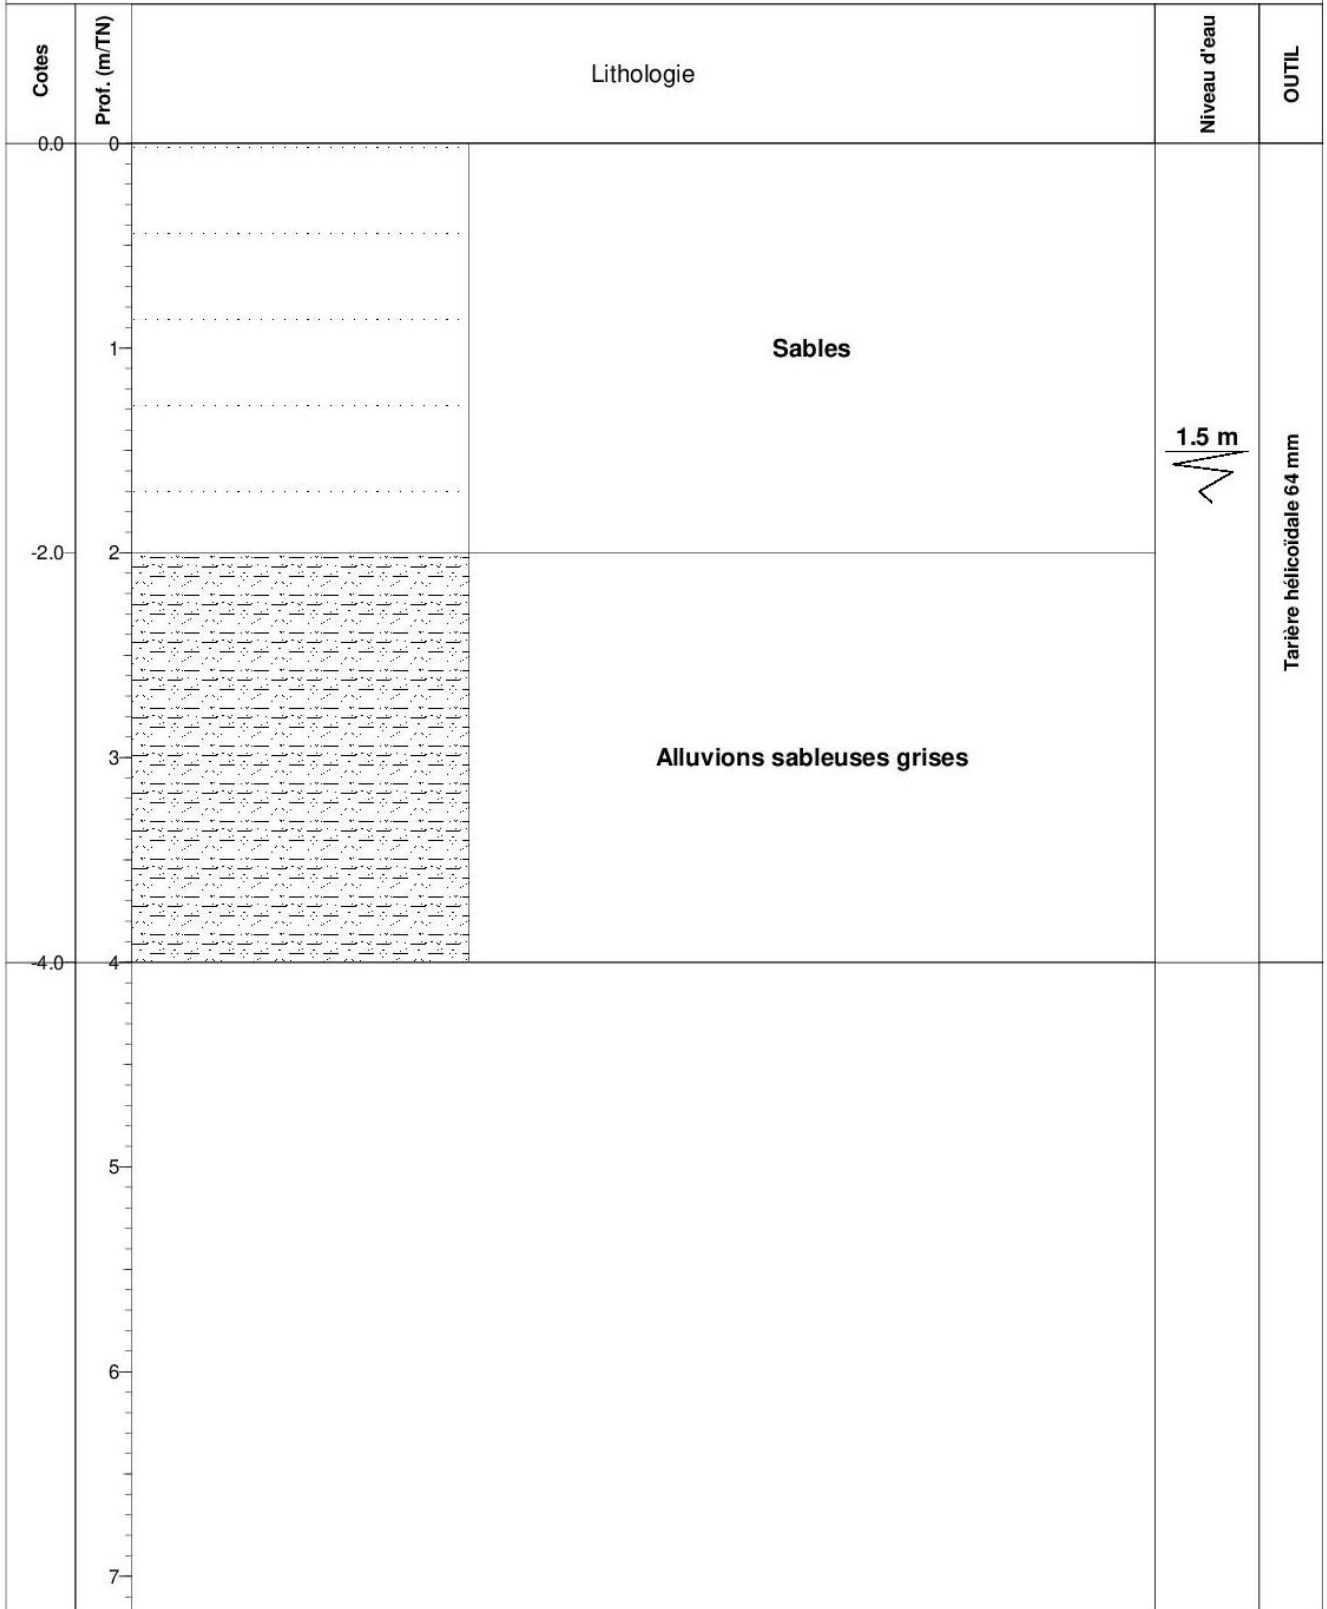 Cotes
Prof. (m/TN)
Lithologie
Niveau d'eau
OUTIL
0.0
0
1
Sables
1.5 m
Tarière hélicoïdale 64 mm
-2.0
2
3
Alluvions sableuses grises
-4.0
4
5
6
7